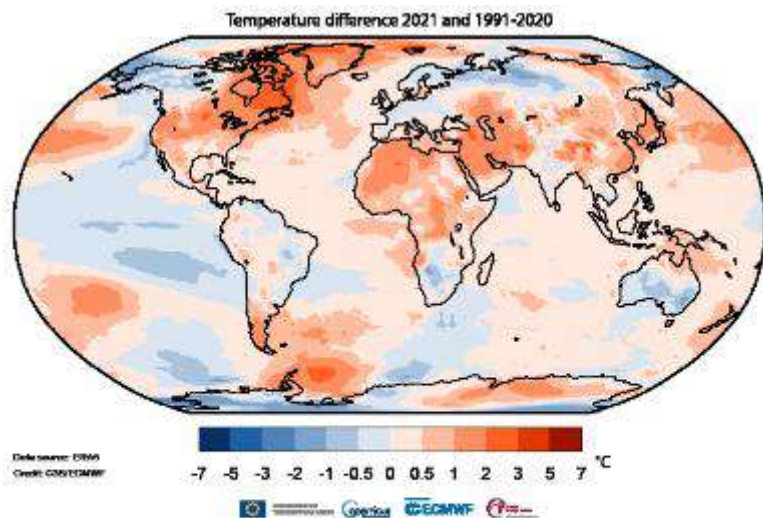 Temperature difference 2021 and 1991-2020
Data source: ERA5
Credit: C3S/ECMWF
-7 -5 -3 -2 -1 -0.5 0 0.5 1 2 3 5 7 °C
Copernicus
ECMWF